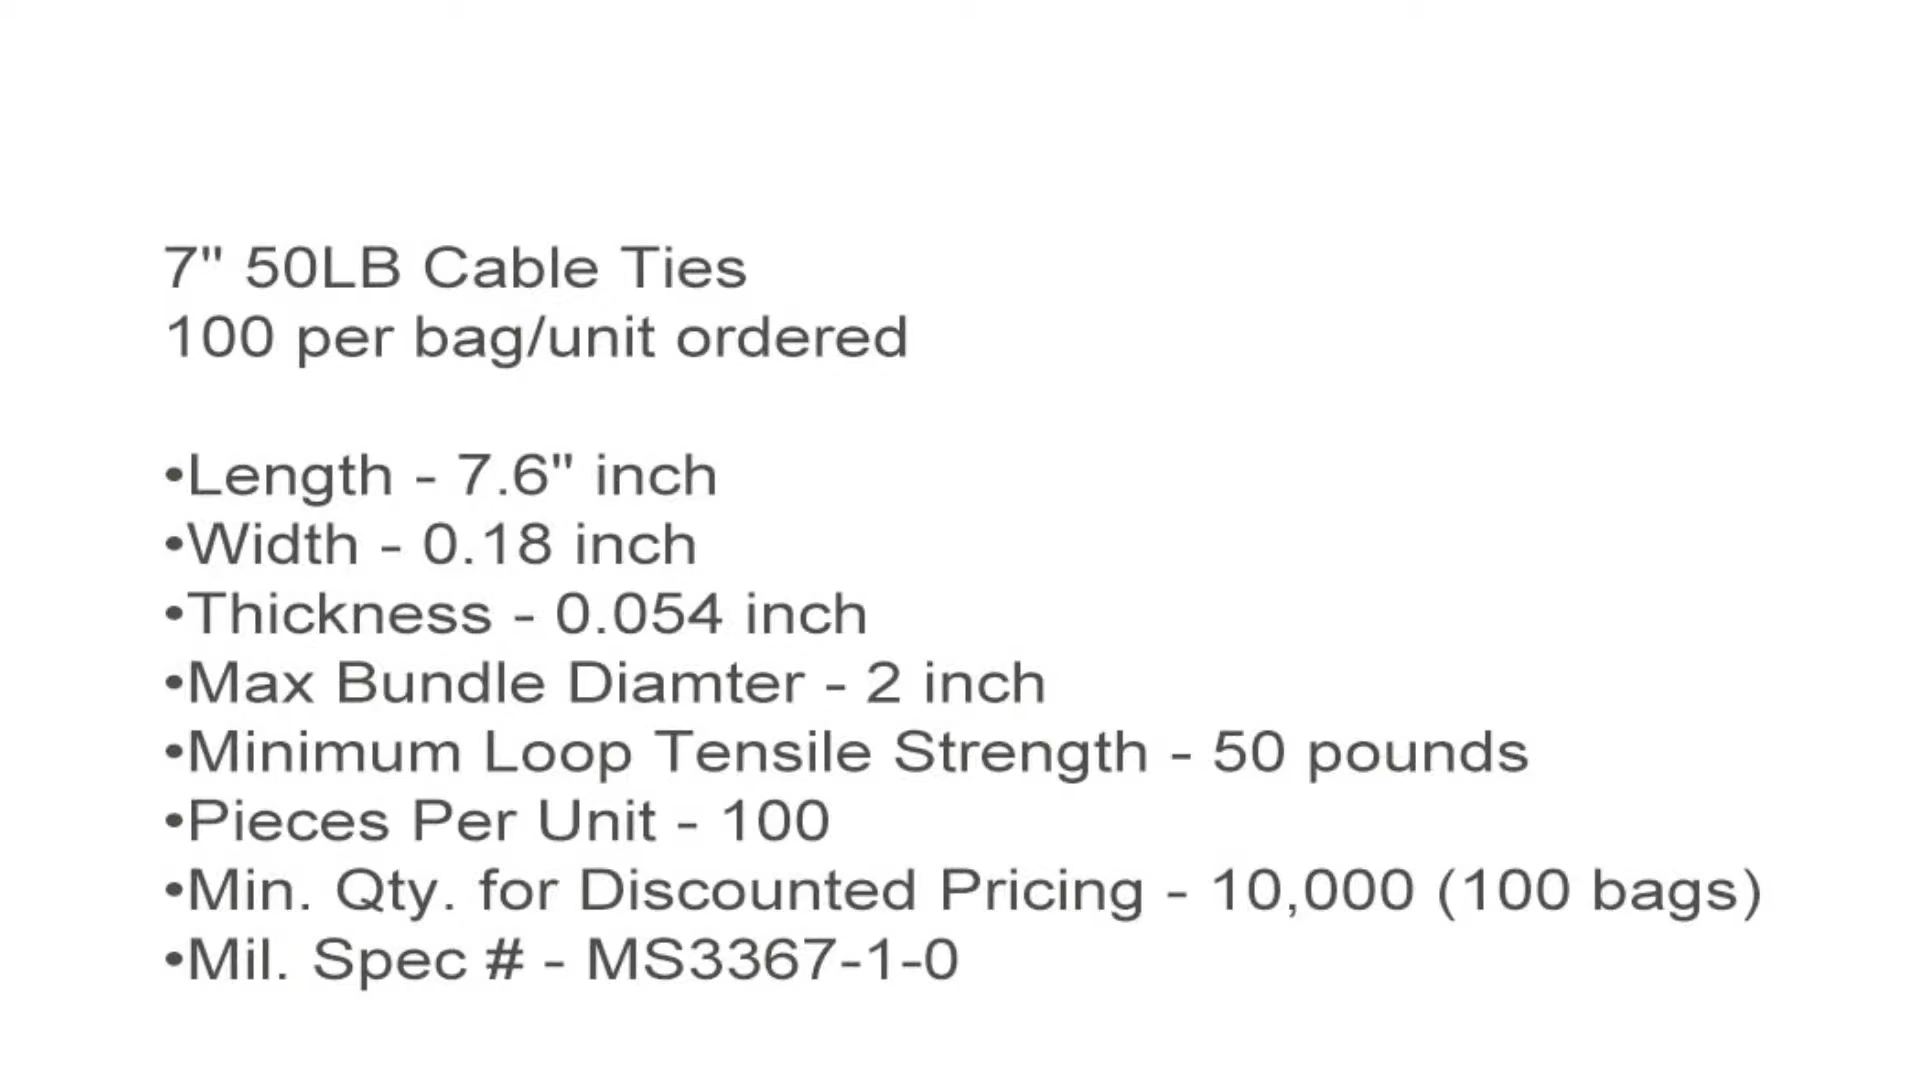 7" 50LB Cable Ties
100 per bag/unit ordered
•Length - 7.6" inch
•Width - 0.18 inch
•Thickness - 0.054 inch
•Max Bundle Diamter - 2 inch
•Minimum Loop Tensile Strength - 50 pounds
•Pieces Per Unit - 100
•Min. Qty. for Discounted Pricing - 10,000 (100 bags)
•Mil. Spec # - MS3367-1-0